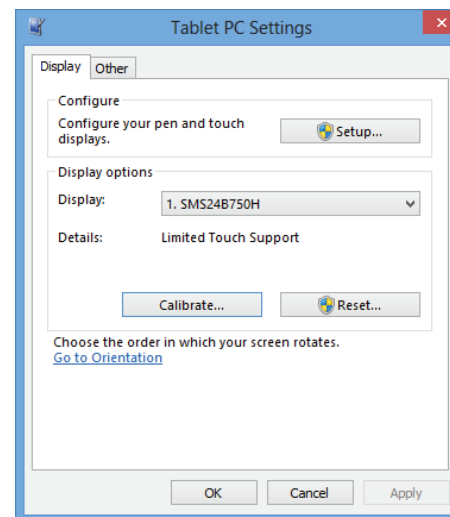 Tablet PC Settings
Display Other
Configure
Configure your pen and touch
displays.
Setup...
Display options
Display: 1. SMS24B750H
Details: Limited Touch Support
Calibrate... Reset...
Choose the order in which your screen rotates.
Go to Orientation
OK Cancel Apply